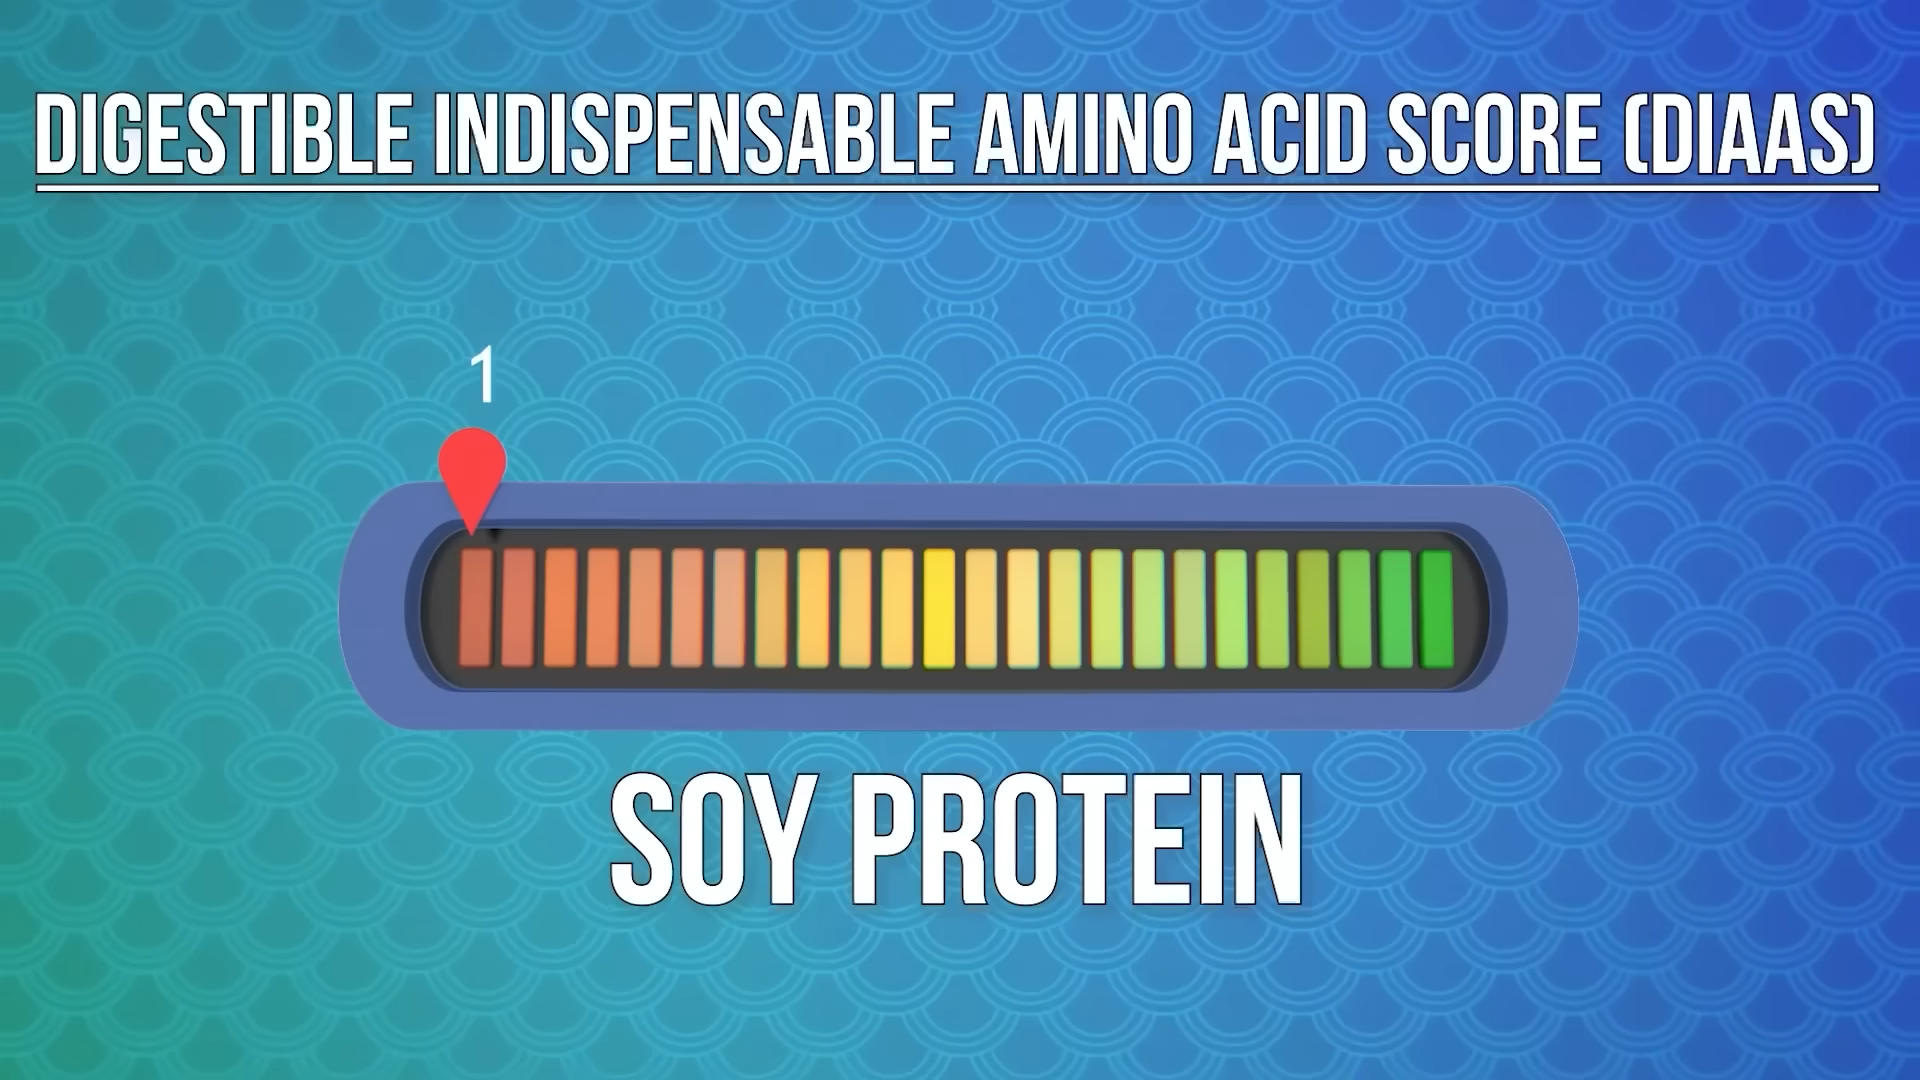 DIGESTIBLE INDISPENSABLE AMINO ACID SCORE (DIAAS)
1
SOY PROTEIN